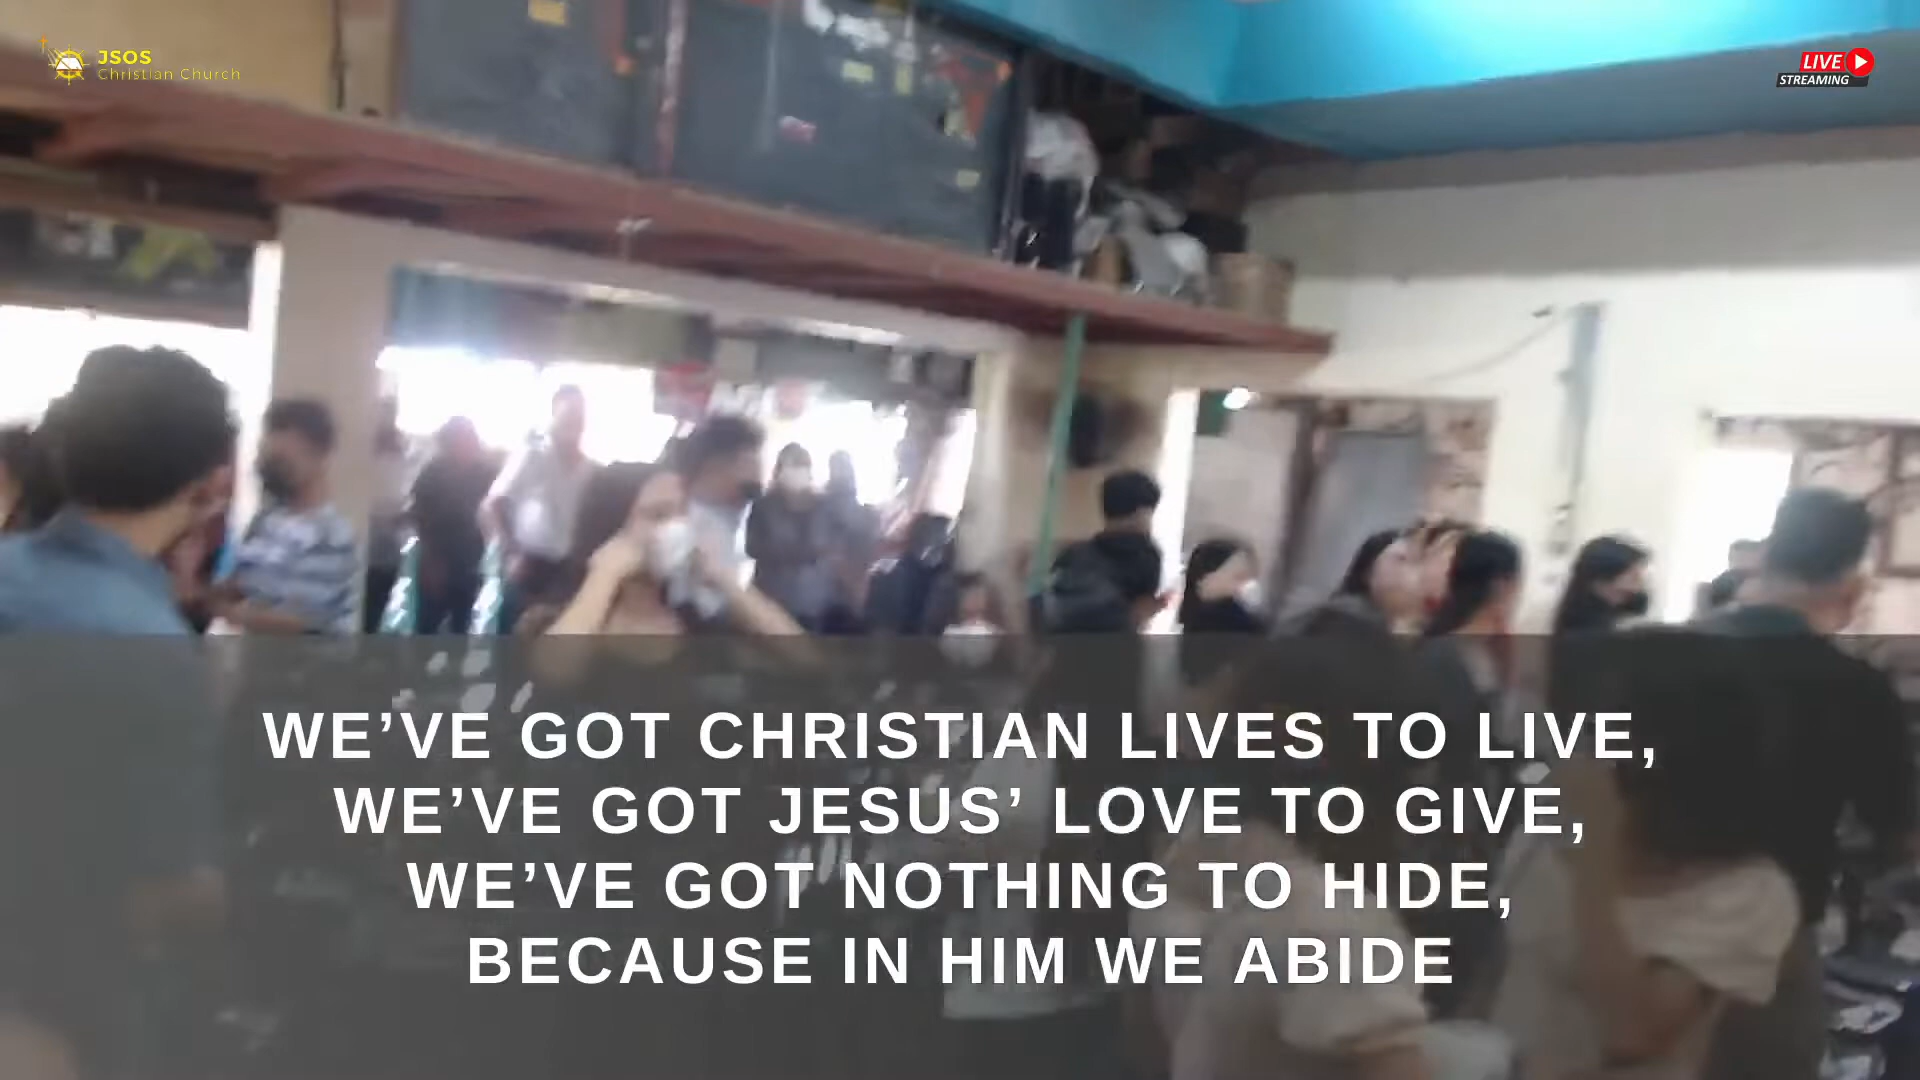 JSOS
Christian Church
LIVE
STREAMING
WE’VE GOT CHRISTIAN LIVES TO LIVE,
WE’VE GOT JESUS’ LOVE TO GIVE,
WE’VE GOT NOTHING TO HIDE,
BECAUSE IN HIM WE ABIDE